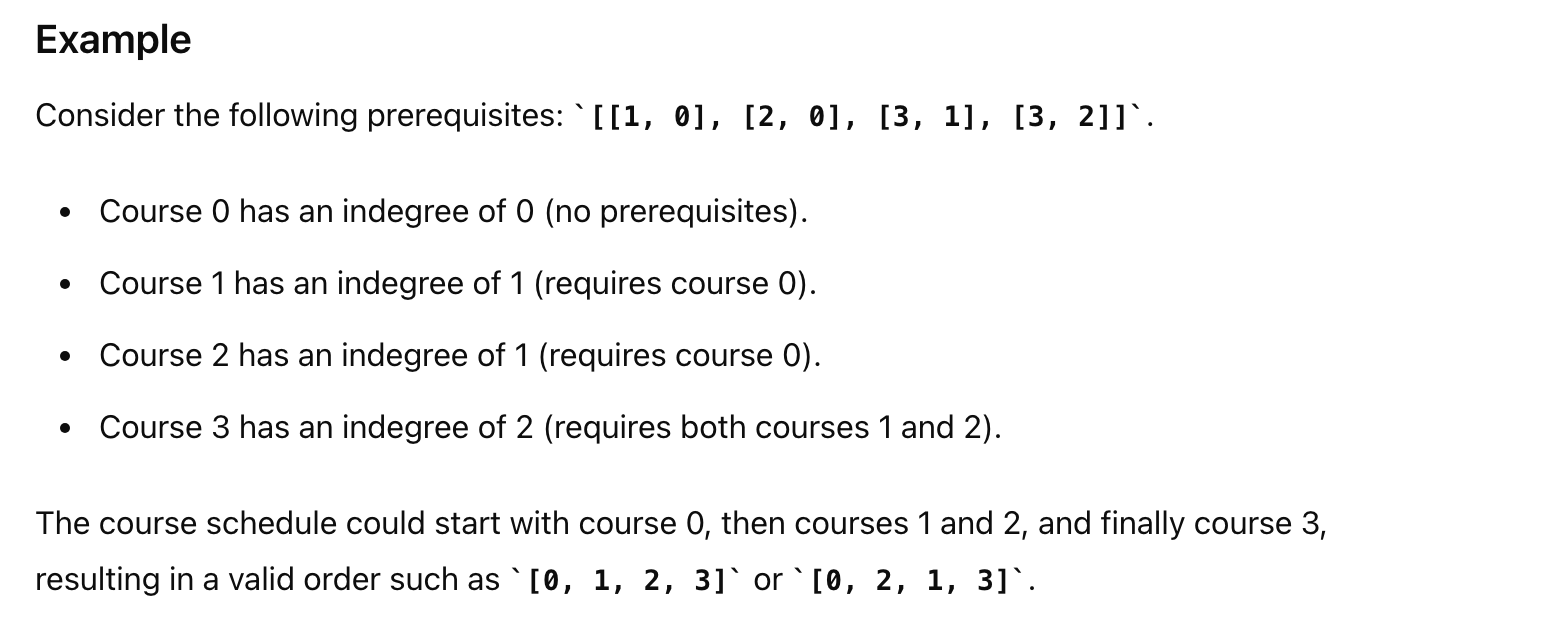 Example
Consider the following prerequisites: `[[1, 0], [2, 0], [3, 1], [3, 2]]`.
• Course 0 has an indegree of 0 (no prerequisites).
• Course 1 has an indegree of 1 (requires course 0).
• Course 2 has an indegree of 1 (requires course 0).
• Course 3 has an indegree of 2 (requires both courses 1 and 2).
The course schedule could start with course 0, then courses 1 and 2, and finally course 3,
resulting in a valid order such as `[0, 1, 2, 3]` or `[0, 2, 1, 3]`.